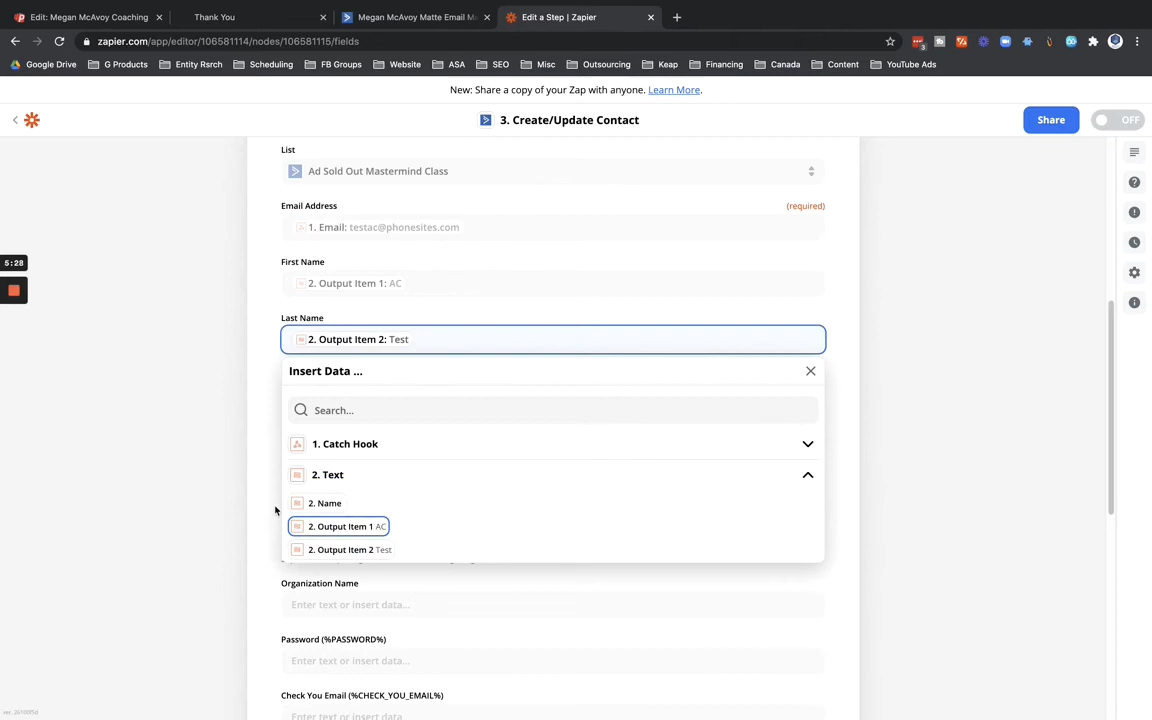 Edit: Megan McAvoy Coaching
Thank You
Megan McAvoy Matte Email M
Edit a Step | Zapier
zapier.com/app/editor/106581114/nodes/106581115/fields
3
Google Drive
G Products
Entity Rsrch
Scheduling
FB Groups
Website
ASA
SEO
Misc
Outsourcing
Keap
Financing
Canada
Content
YouTube Ads
New: Share a copy of your Zap with anyone. Learn More.
3. Create/Update Contact
Share
OFF
List
Ad Sold Out Mastermind Class
Email Address
(required)
1. Email: testac@phonesites.com
5:28
First Name
2. Output Item 1: AC
Last Name
2. Output Item 2: Test
Insert Data ...
Search...
1. Catch Hook
2. Text
2. Name
2. Output Item 1 AC
2. Output Item 2 Test
Organization Name
Enter text or insert data...
Password (%PASSWORD%)
Enter text or insert data...
Check You Email (%CHECK_YOU_EMAIL%)
Enter text or insert data